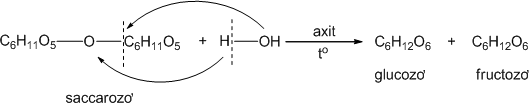 axit
C₆H₁₁O₅—O—C₆H₁₁O₅ + H—OH → C₆H₁₂O₆ + C₆H₁₂O₆
t°
glucozơ fructozơ
saccarozơ